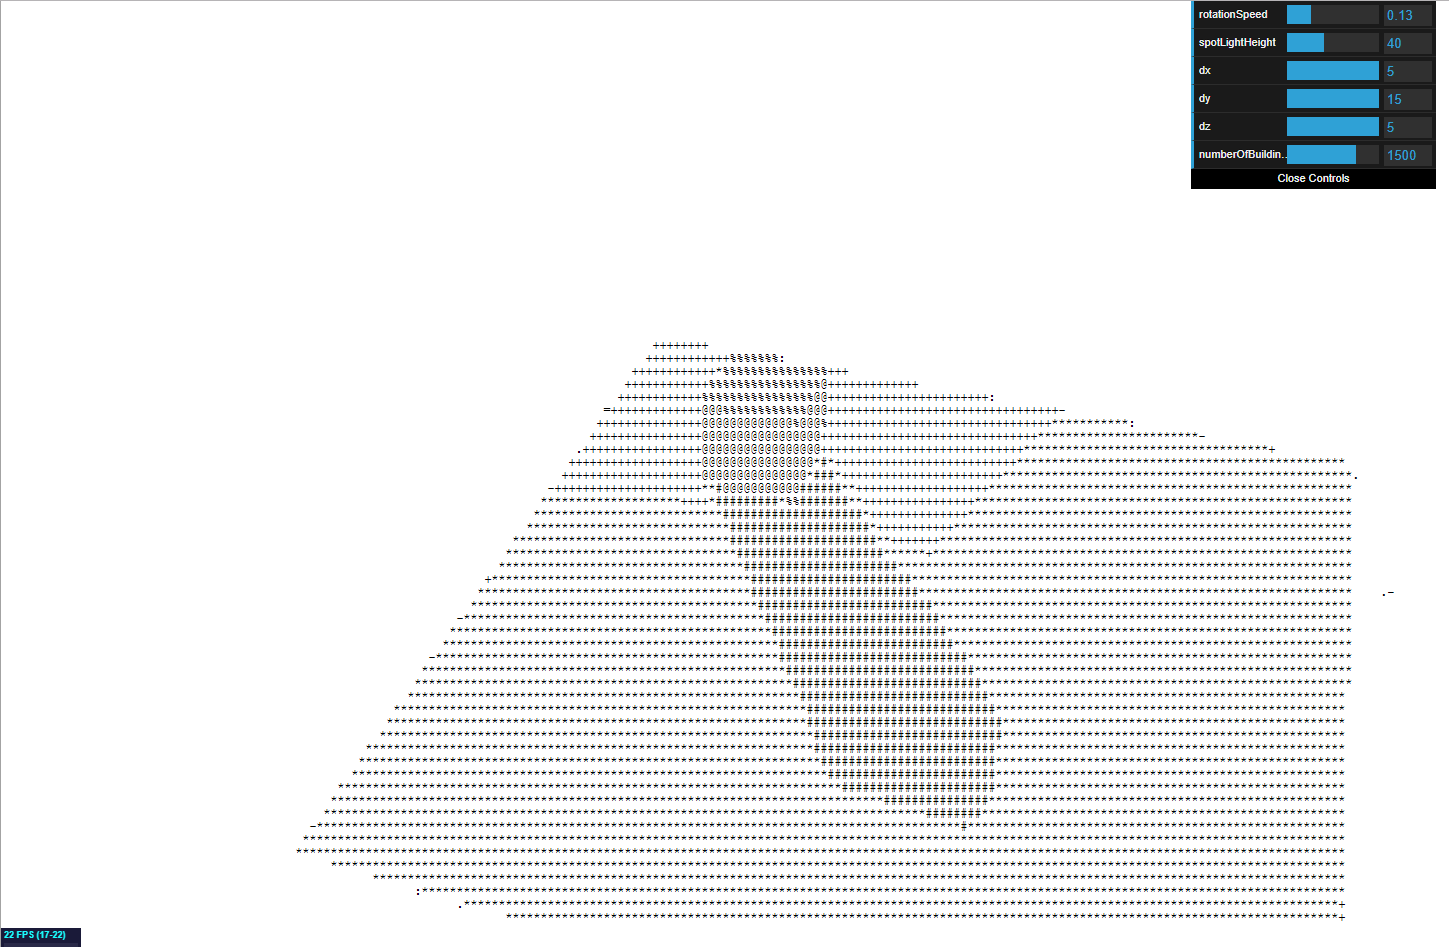 rotationSpeed 0.13
spotLightHeight 40
dx 5
dy 15
dz 5
numberOfBuildin... 1500
Close Controls
22 FPS (17-22)